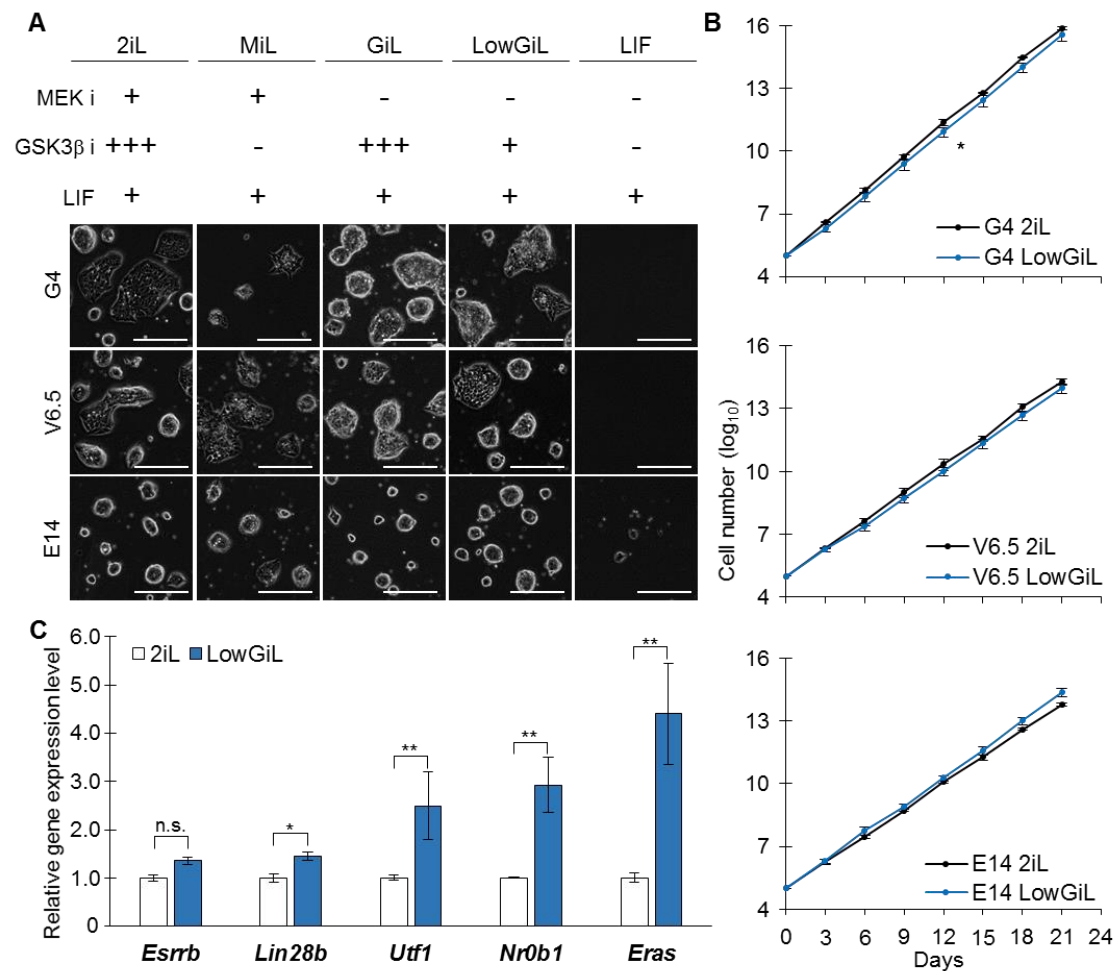 A
2iL MiL GiL LowGiL LIF
MEK i + + - - -
GSK3β i +++ - +++ + -
LIF + + + + +
G4
V6.5
E14
B
16
13
10
7
4
*
G4 2iL
G4 LowGiL
16
13
10
7
4
V6.5 2iL
V6.5 LowGiL
Cell number (log10)
16
13
10
7
4
E14 2iL
E14 LowGiL
0 3 6 9 12 15 18 21 24
Days
C
6.0
5.0
4.0
3.0
2.0
1.0
0
Relative gene expression level
2iL LowGiL
n.s.
*
**
**
**
Esrrb Lin28b Utf1 Nr0b1 Eras